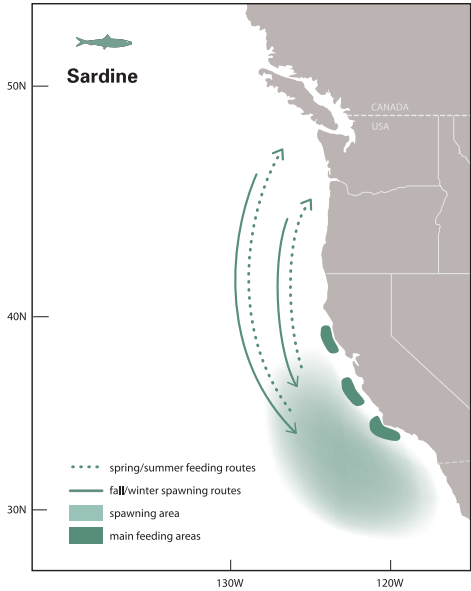 Sardine
50N
CANADA
USA
40N
spring/summer feeding routes
fall/winter spawning routes
spawning area
30N
main feeding areas
130W
120W